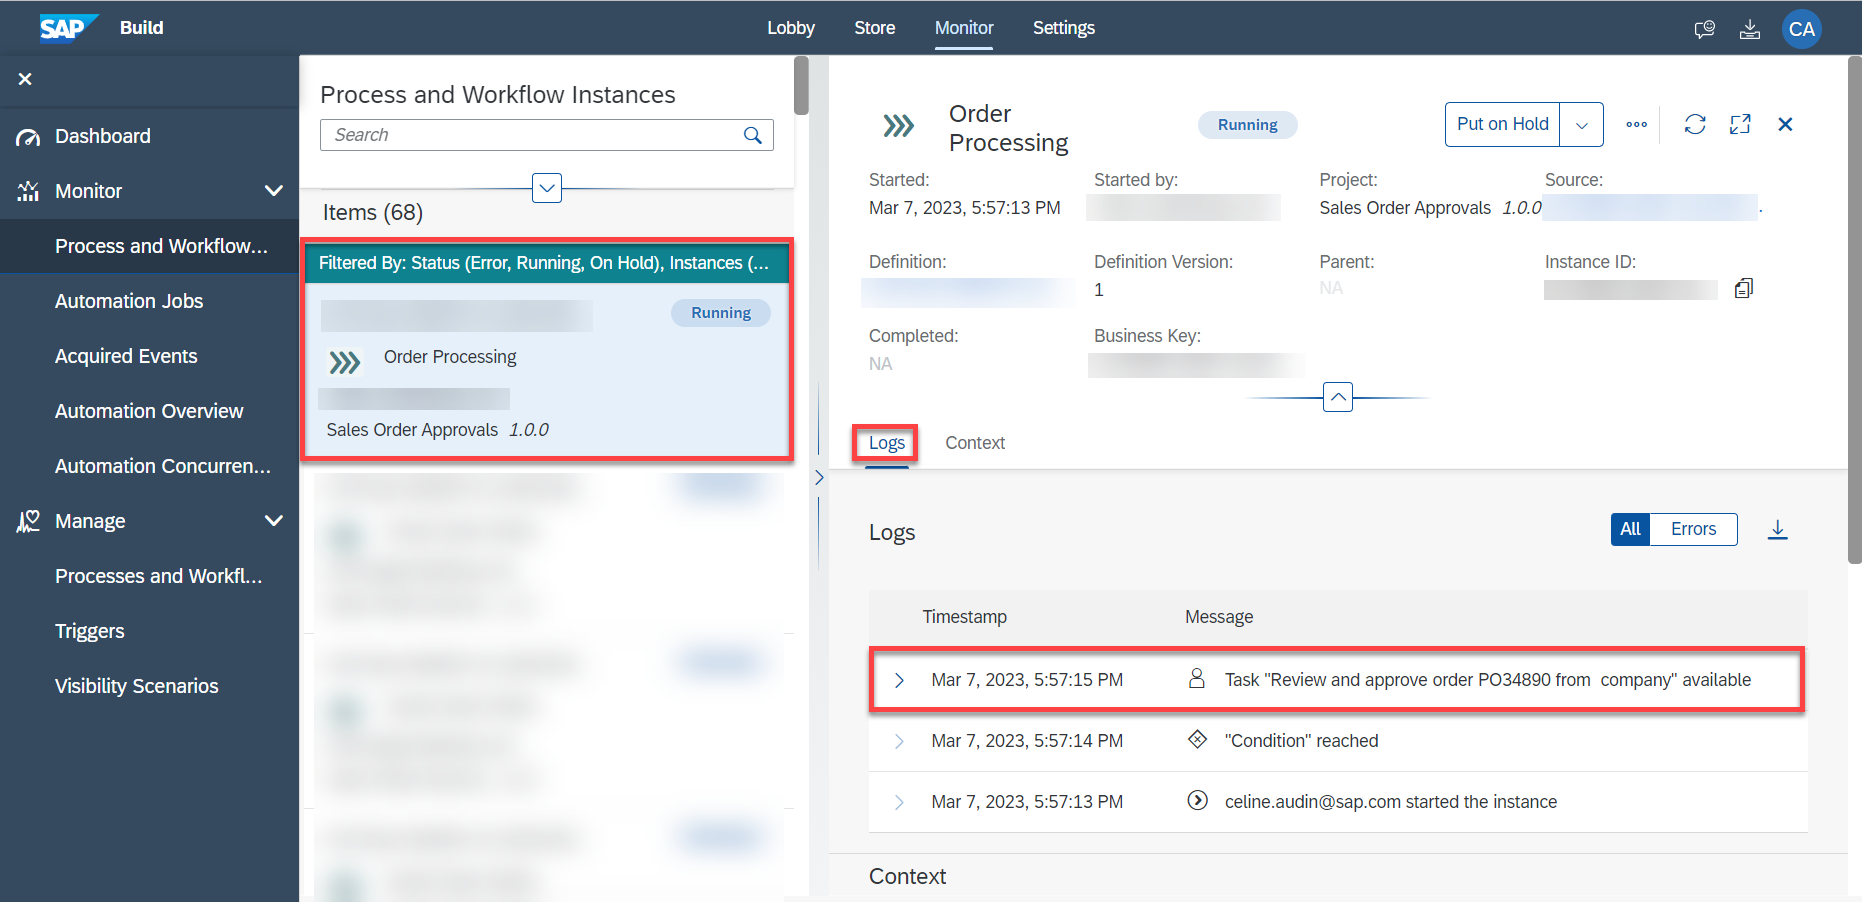 SAP Build
Lobby Store Monitor Settings
CA
Dashboard
Monitor
Process and Workflow...
Automation Jobs
Acquired Events
Automation Overview
Automation Concurren...
Manage
Processes and Workfl...
Triggers
Visibility Scenarios
Process and Workflow Instances
Search
Items (68)
Filtered By: Status (Error, Running, On Hold), Instances (...
Running
Order Processing
Sales Order Approvals 1.0.0
Order
Processing
Running
Put on Hold
Started:
Mar 7, 2023, 5:57:13 PM
Started by:
Project:
Sales Order Approvals 1.0.0
Source:
.
Definition:
Definition Version:
1
Parent:
NA
Instance ID:
Completed:
NA
Business Key:
Logs Context
Logs
All Errors
Timestamp Message
Mar 7, 2023, 5:57:15 PM Task "Review and approve order PO34890 from  company" available
Mar 7, 2023, 5:57:14 PM "Condition" reached
Mar 7, 2023, 5:57:13 PM celine.audin@sap.com started the instance
Context